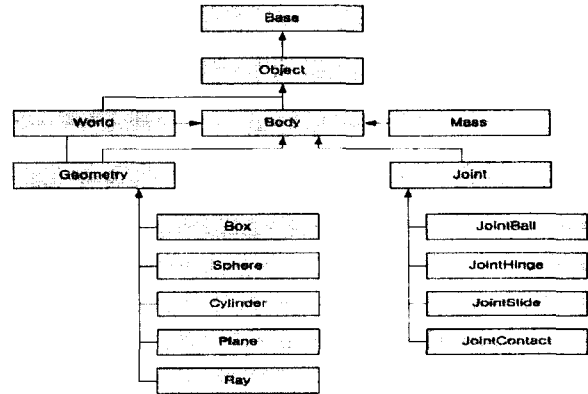 Base
Object
World
Body
Mass
Geometry
Joint
Box
Sphere
Cylinder
Plane
Ray
JointBall
JointHinge
JointSlide
JointContact